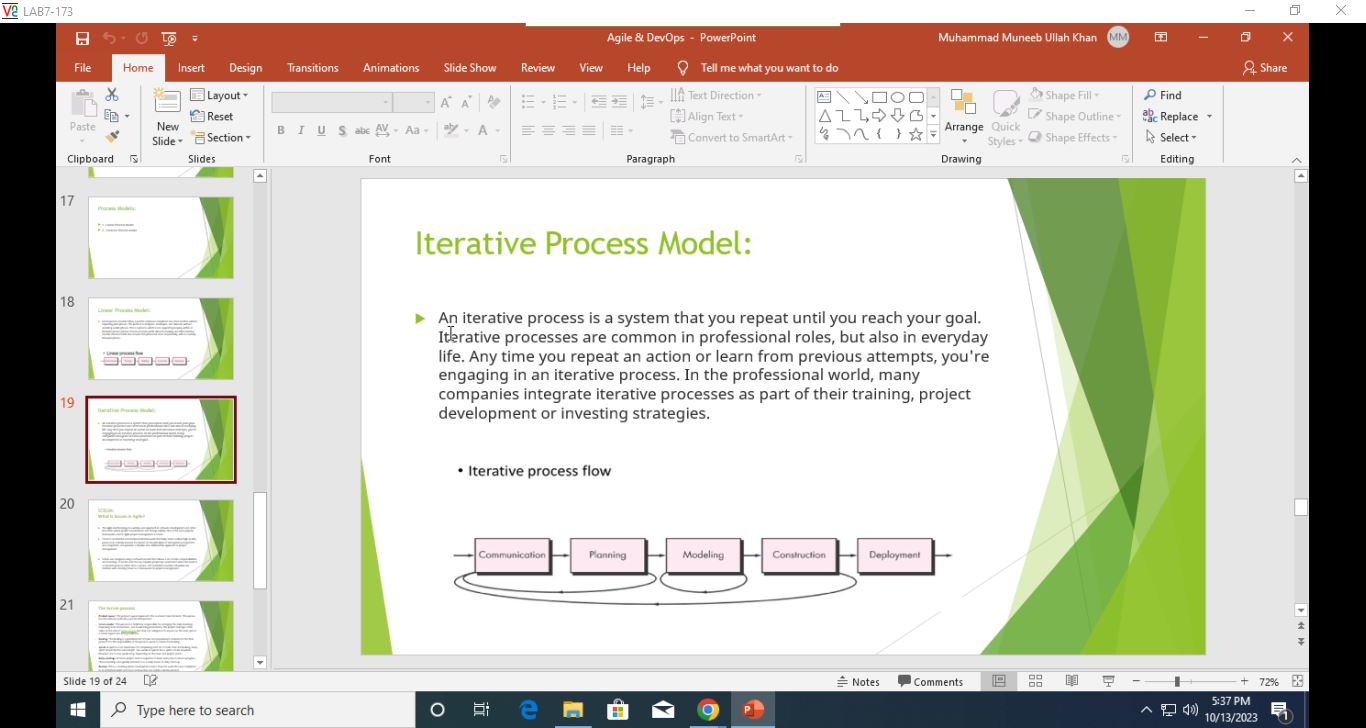 LAB7-173
Agile & DevOps - PowerPoint
Muhammad Muneeb Ullah Khan MM
File Home Insert Design Transitions Animations Slide Show Review View Help Tell me what you want to do Share
Paste
Clipboard
New Slide
Layout
Reset
Section
Slides
B I U S abc AV Aa A
Font
Text Direction
Align Text
Convert to SmartArt
Paragraph
Arrange
Quick Styles
Shape Fill
Shape Outline
Shape Effects
Drawing
Find
Replace
Select
Editing
17
Process Models:
18
Linear Process Model:
• Linear process flow
19
Iterative Process Model:
20
What is Scrum in Agile?
21
The Scrum process
Iterative Process Model:
An iterative process is a system that you repeat until you reach your goal.
Iterative processes are common in professional roles, but also in everyday
life. Any time you repeat an action or learn from previous attempts, you're
engaging in an iterative process. In the professional world, many
companies integrate iterative processes as part of their training, project
development or investing strategies.
• Iterative process flow
Communication Planning Modeling Construction Deployment
Slide 19 of 24
Notes Comments 72%
Type here to search
5:37 PM
10/13/2023
1